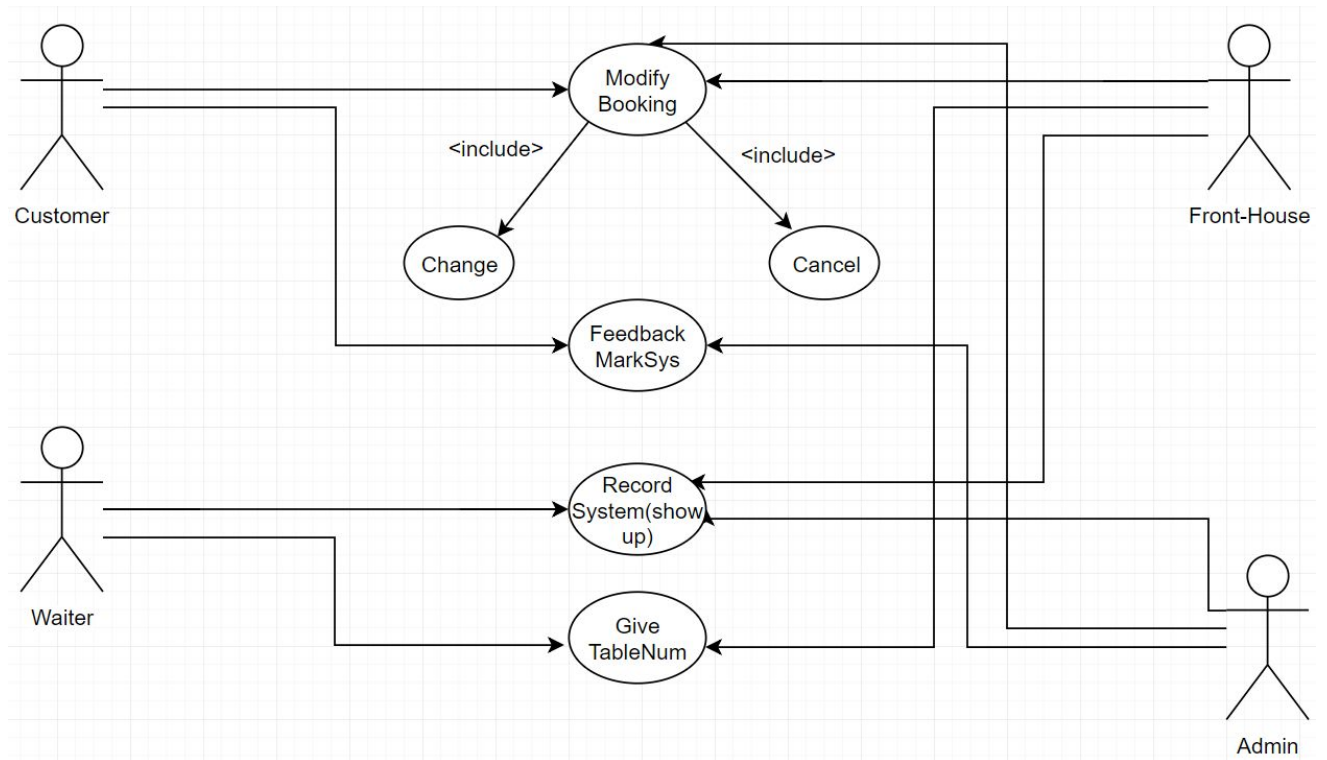 Modify
Booking
<include>
<include>
Customer
Front-House
Change
Cancel
Feedback
MarkSys
Record
System(show
up)
Waiter
Give
TableNum
Admin